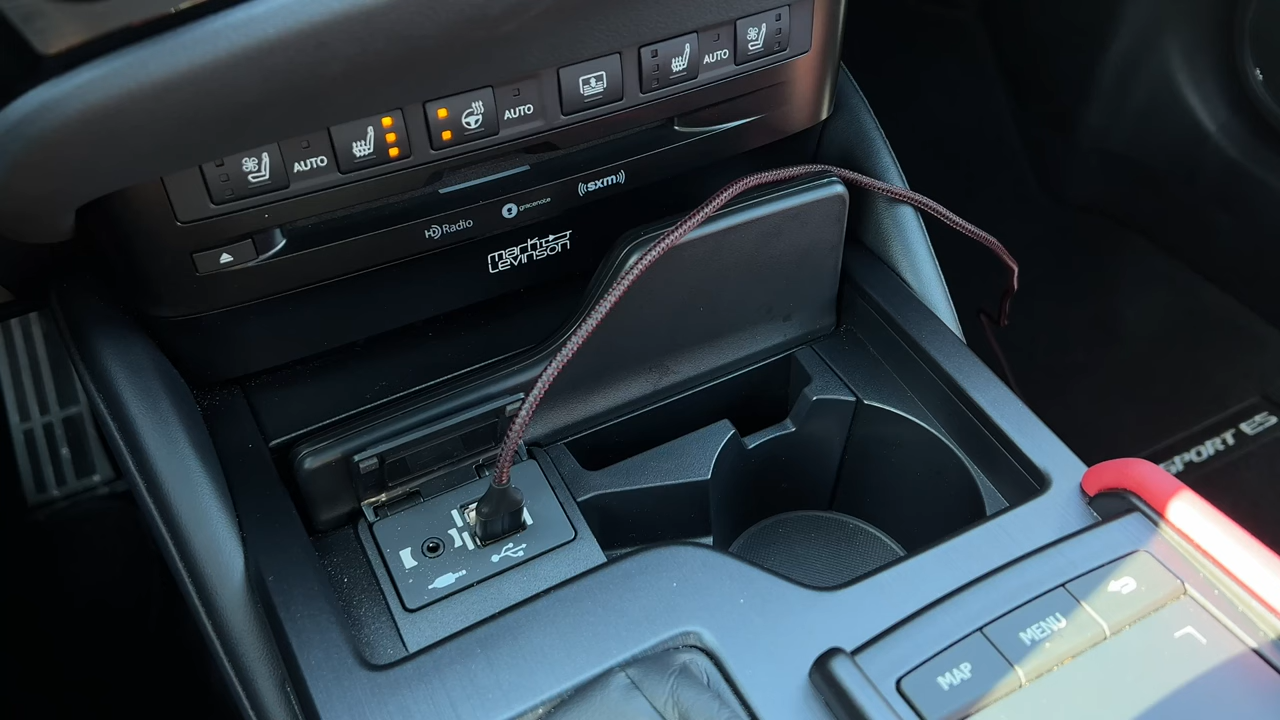 AUTO
AUTO
AUTO
HD Radio
gracenote
((sxm))
mark
Levinson
SPORT ES
MAP
MENU